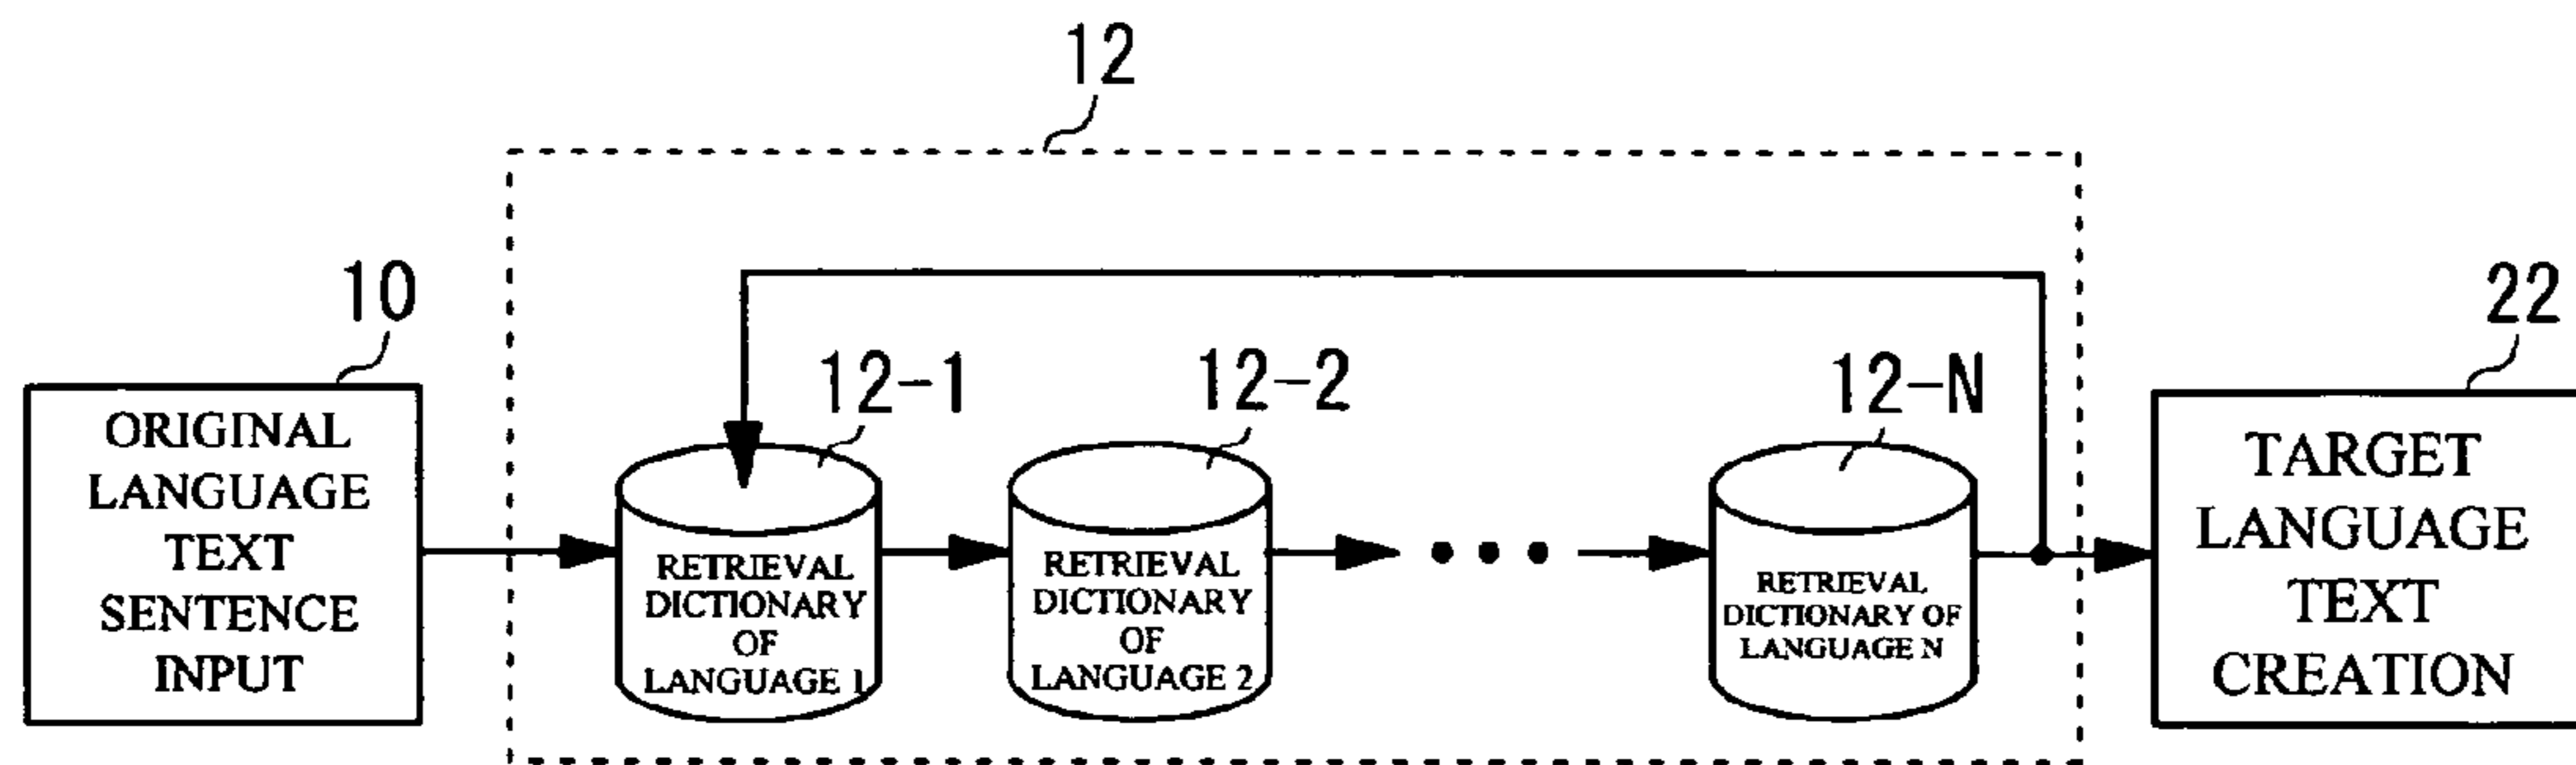 12
10
ORIGINAL
LANGUAGE
TEXT
SENTENCE
INPUT
12-1
RETRIEVAL
DICTIONARY
OF
LANGUAGE 1
12-2
RETRIEVAL
DICTIONARY
OF
LANGUAGE 2
12-N
RETRIEVAL
DICTIONARY OF
LANGUAGE N
22
TARGET
LANGUAGE
TEXT
CREATION